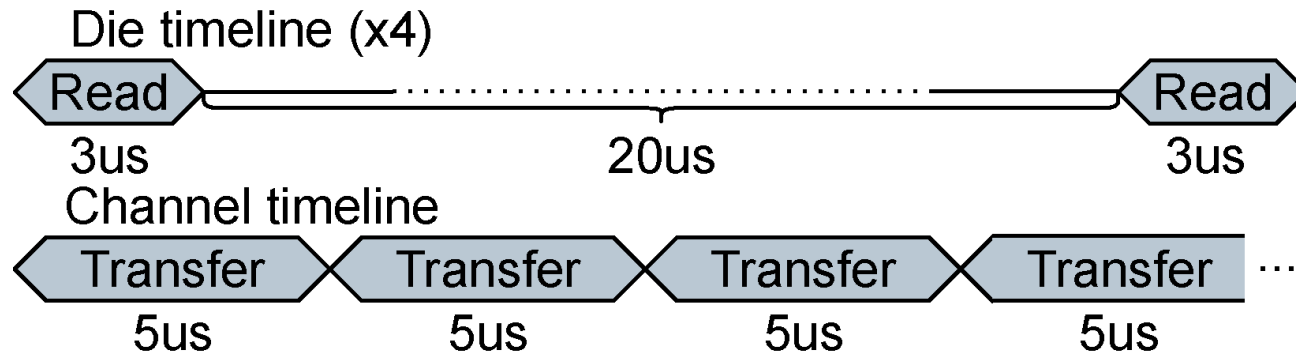 Die timeline (x4)
Read Read
3us 20us 3us
Channel timeline
Transfer Transfer Transfer Transfer ...
5us 5us 5us 5us